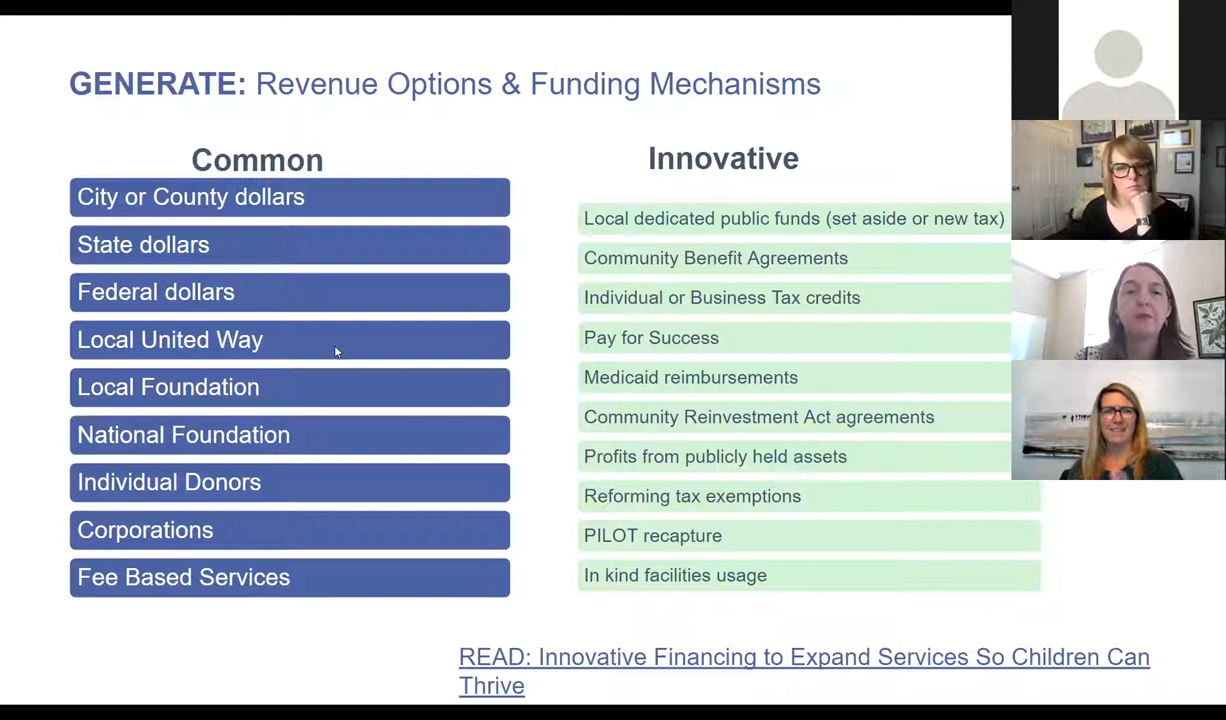 GENERATE: Revenue Options & Funding Mechanisms
Common
City or County dollars
State dollars
Federal dollars
Local United Way
Local Foundation
National Foundation
Individual Donors
Corporations
Fee Based Services
Innovative
Local dedicated public funds (set aside or new tax)
Community Benefit Agreements
Individual or Business Tax credits
Pay for Success
Medicaid reimbursements
Community Reinvestment Act agreements
Profits from publicly held assets
Reforming tax exemptions
PILOT recapture
In kind facilities usage
READ: Innovative Financing to Expand Services So Children Can
Thrive